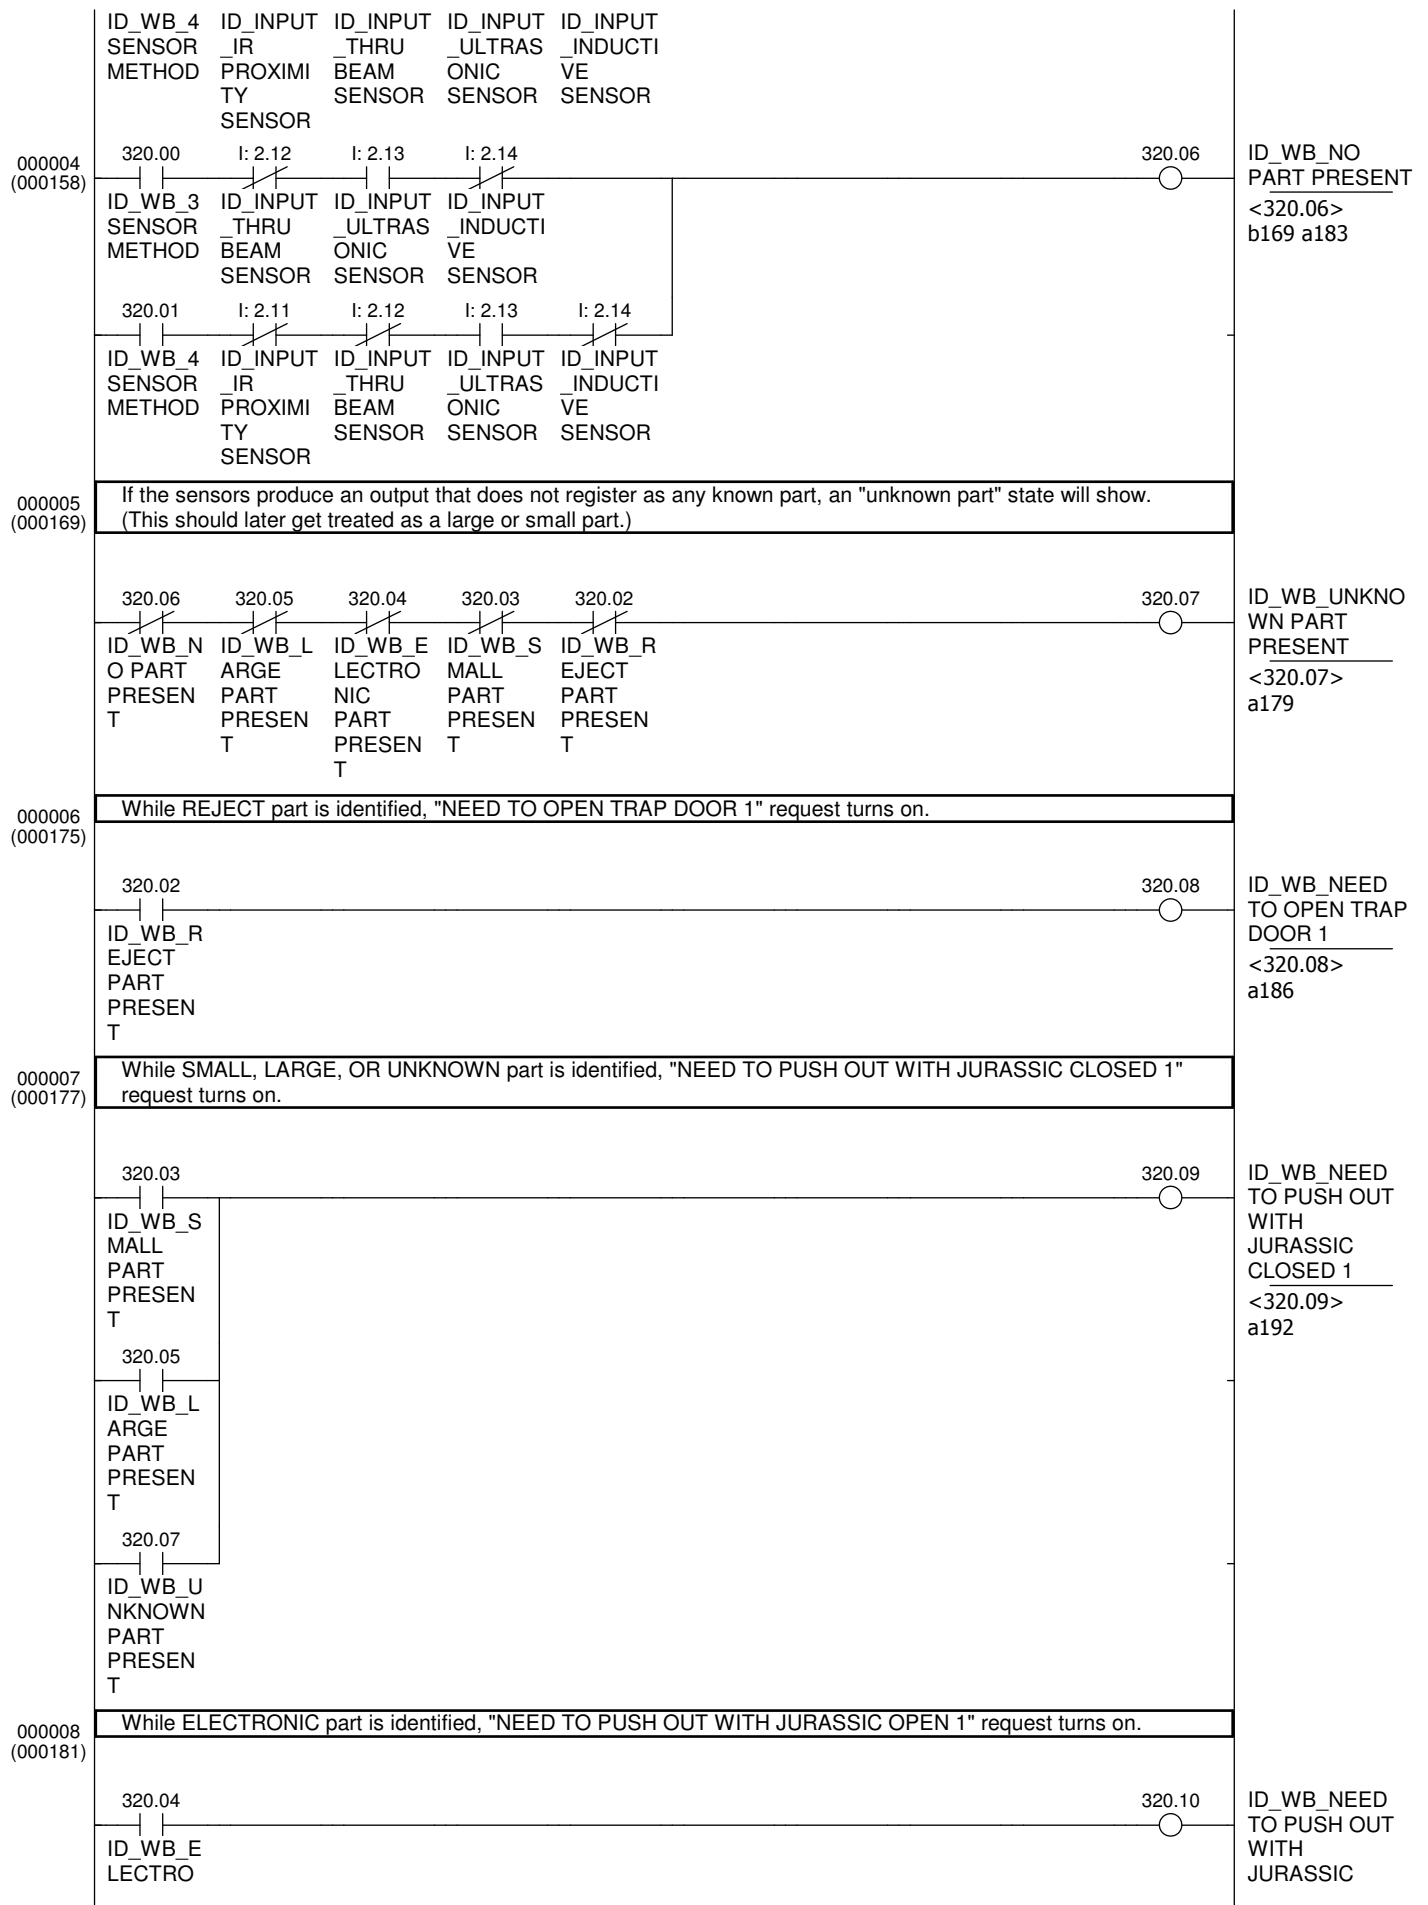 ID_WB_4 ID_INPUT ID_INPUT ID_INPUT ID_INPUT
SENSOR _IR _THRU _ULTRAS _INDUCTI
METHOD PROXIMI BEAM ONIC VE
TY SENSOR SENSOR SENSOR
SENSOR
000004
(000158)
320.00 I: 2.12 I: 2.13 I: 2.14 320.06
ID_WB_NO
PART PRESENT
<320.06>
b169 a183
ID_WB_3 ID_INPUT ID_INPUT ID_INPUT
SENSOR _THRU _ULTRAS _INDUCTI
METHOD BEAM ONIC VE
SENSOR SENSOR SENSOR
320.01 I: 2.11 I: 2.12 I: 2.13 I: 2.14
ID_WB_4 ID_INPUT ID_INPUT ID_INPUT ID_INPUT
SENSOR _IR _THRU _ULTRAS _INDUCTI
METHOD PROXIMI BEAM ONIC VE
TY SENSOR SENSOR SENSOR
SENSOR
000005
(000169)
If the sensors produce an output that does not register as any known part, an "unknown part" state will show.
(This should later get treated as a large or small part.)
320.06 320.05 320.04 320.03 320.02 320.07
ID_WB_UNKNO
WN PART
PRESENT
<320.07>
a179
ID_WB_N ID_WB_L ID_WB_E ID_WB_S ID_WB_R
O PART ARGE LECTRO MALL EJECT
PRESEN PART NIC PART PART
T PRESEN PART PRESEN PRESEN
T PRESEN T T
T
000006
(000175)
While REJECT part is identified, "NEED TO OPEN TRAP DOOR 1" request turns on.
320.02 320.08
ID_WB_NEED
TO OPEN TRAP
DOOR 1
<320.08>
a186
ID_WB_R
EJECT
PART
PRESEN
T
000007
(000177)
While SMALL, LARGE, OR UNKNOWN part is identified, "NEED TO PUSH OUT WITH JURASSIC CLOSED 1"
request turns on.
320.03 320.09
ID_WB_NEED
TO PUSH OUT
WITH
JURASSIC
CLOSED 1
<320.09>
a192
ID_WB_S
MALL
PART
PRESEN
T
320.05
ID_WB_L
ARGE
PART
PRESEN
T
320.07
ID_WB_U
NKNOWN
PART
PRESEN
T
000008
(000181)
While ELECTRONIC part is identified, "NEED TO PUSH OUT WITH JURASSIC OPEN 1" request turns on.
320.04 320.10
ID_WB_NEED
TO PUSH OUT
WITH
JURASSIC
ID_WB_E
LECTRO